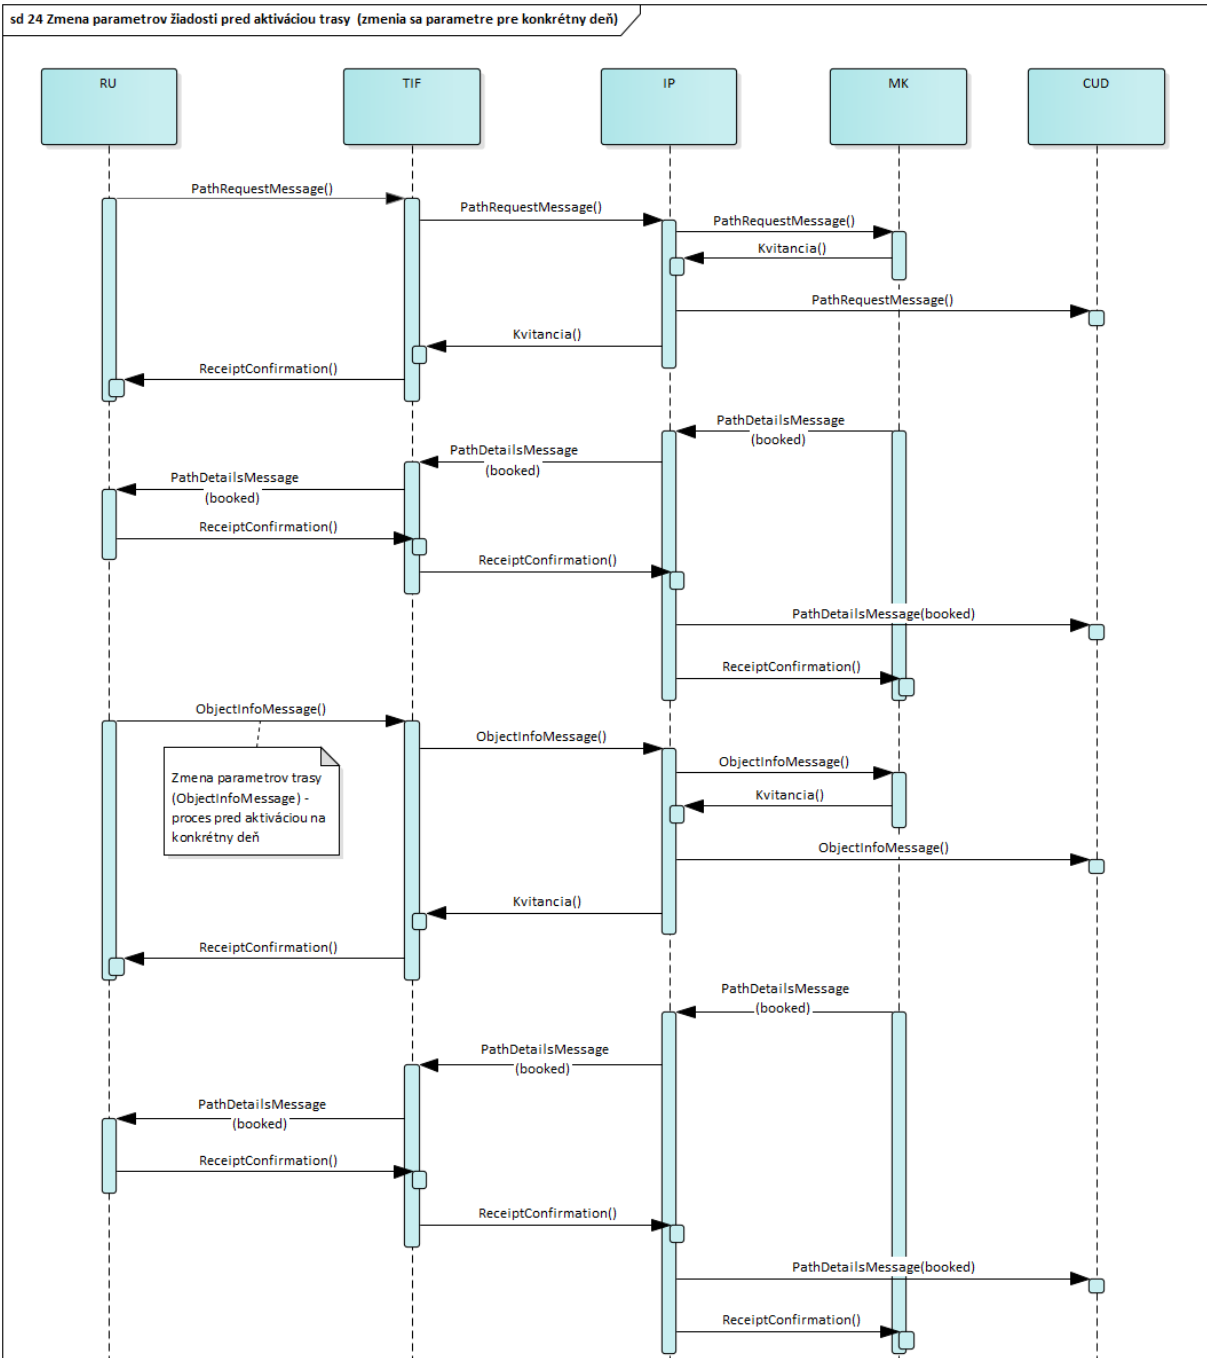 sd 24 Zmena parametrov žiadosti pred aktiváciou trasy (zmenia sa parametre pre konkrétny deň)
RU
TIF
IP
MK
CUD
PathRequestMessage()
PathRequestMessage()
PathRequestMessage()
Kvitancia()
PathRequestMessage()
Kvitancia()
ReceiptConfirmation()
PathDetailsMessage
(booked)
PathDetailsMessage
(booked)
PathDetailsMessage
(booked)
ReceiptConfirmation()
ReceiptConfirmation()
PathDetailsMessage(booked)
ReceiptConfirmation()
ObjectInfoMessage()
ObjectInfoMessage()
ObjectInfoMessage()
Zmena parametrov trasy
(ObjectInfoMessage) -
proces pred aktiváciou na
konkrétny deň
Kvitancia()
ObjectInfoMessage()
Kvitancia()
ReceiptConfirmation()
PathDetailsMessage
(booked)
PathDetailsMessage
(booked)
PathDetailsMessage
(booked)
ReceiptConfirmation()
ReceiptConfirmation()
PathDetailsMessage(booked)
ReceiptConfirmation()